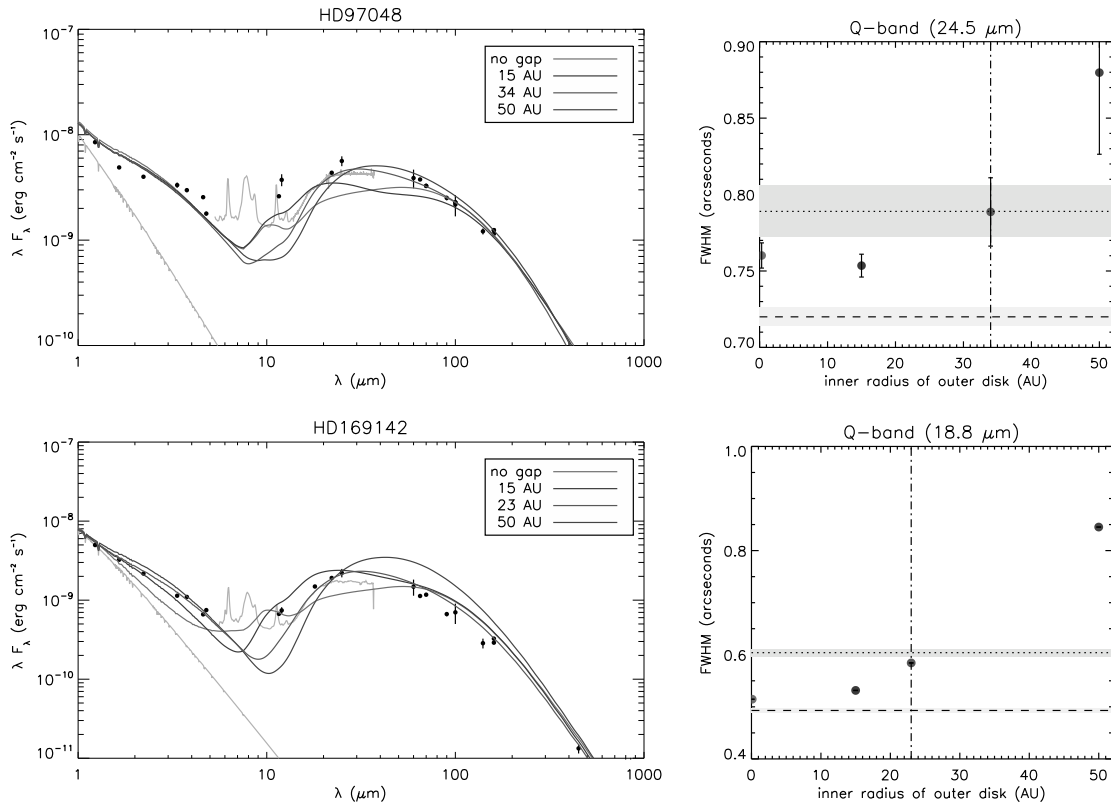 HD97048
no gap
15 AU
34 AU
50 AU
10⁻⁷
10⁻⁸
10⁻⁹
10⁻¹⁰
λ F_λ (erg cm⁻² s⁻¹)
1 10 100 1000
λ (μm)
Q-band (24.5 μm)
0.90
0.85
0.80
0.75
0.70
FWHM (arcseconds)
0 10 20 30 40 50
inner radius of outer disk (AU)
HD169142
no gap
15 AU
23 AU
50 AU
10⁻⁷
10⁻⁸
10⁻⁹
10⁻¹⁰
10⁻¹¹
λ F_λ (erg cm⁻² s⁻¹)
1 10 100 1000
λ (μm)
Q-band (18.8 μm)
1.0
0.8
0.6
0.4
FWHM (arcseconds)
0 10 20 30 40 50
inner radius of outer disk (AU)